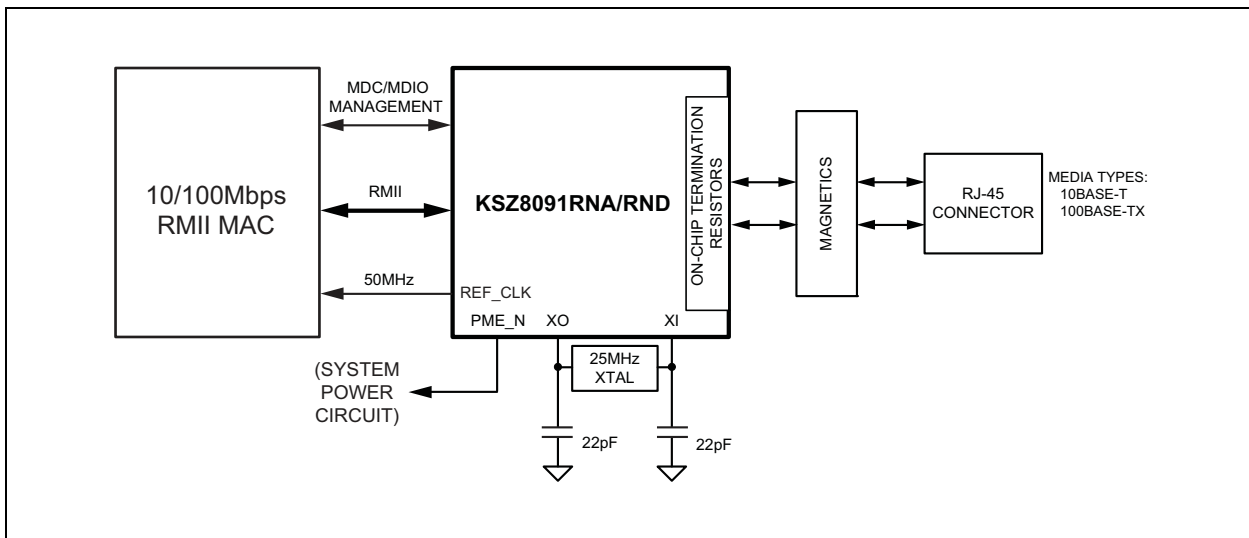 10/100Mbps
RMII MAC
MDC/MDIO
MANAGEMENT
RMII
50MHz
KSZ8091RNA/RND
REF_CLK
PME_N
XO
XI
ON-CHIP TERMINATION
RESISTORS
MAGNETICS
RJ-45
CONNECTOR
MEDIA TYPES:
10BASE-T
100BASE-TX
25MHz
XTAL
(SYSTEM
POWER
CIRCUIT)
22pF
22pF